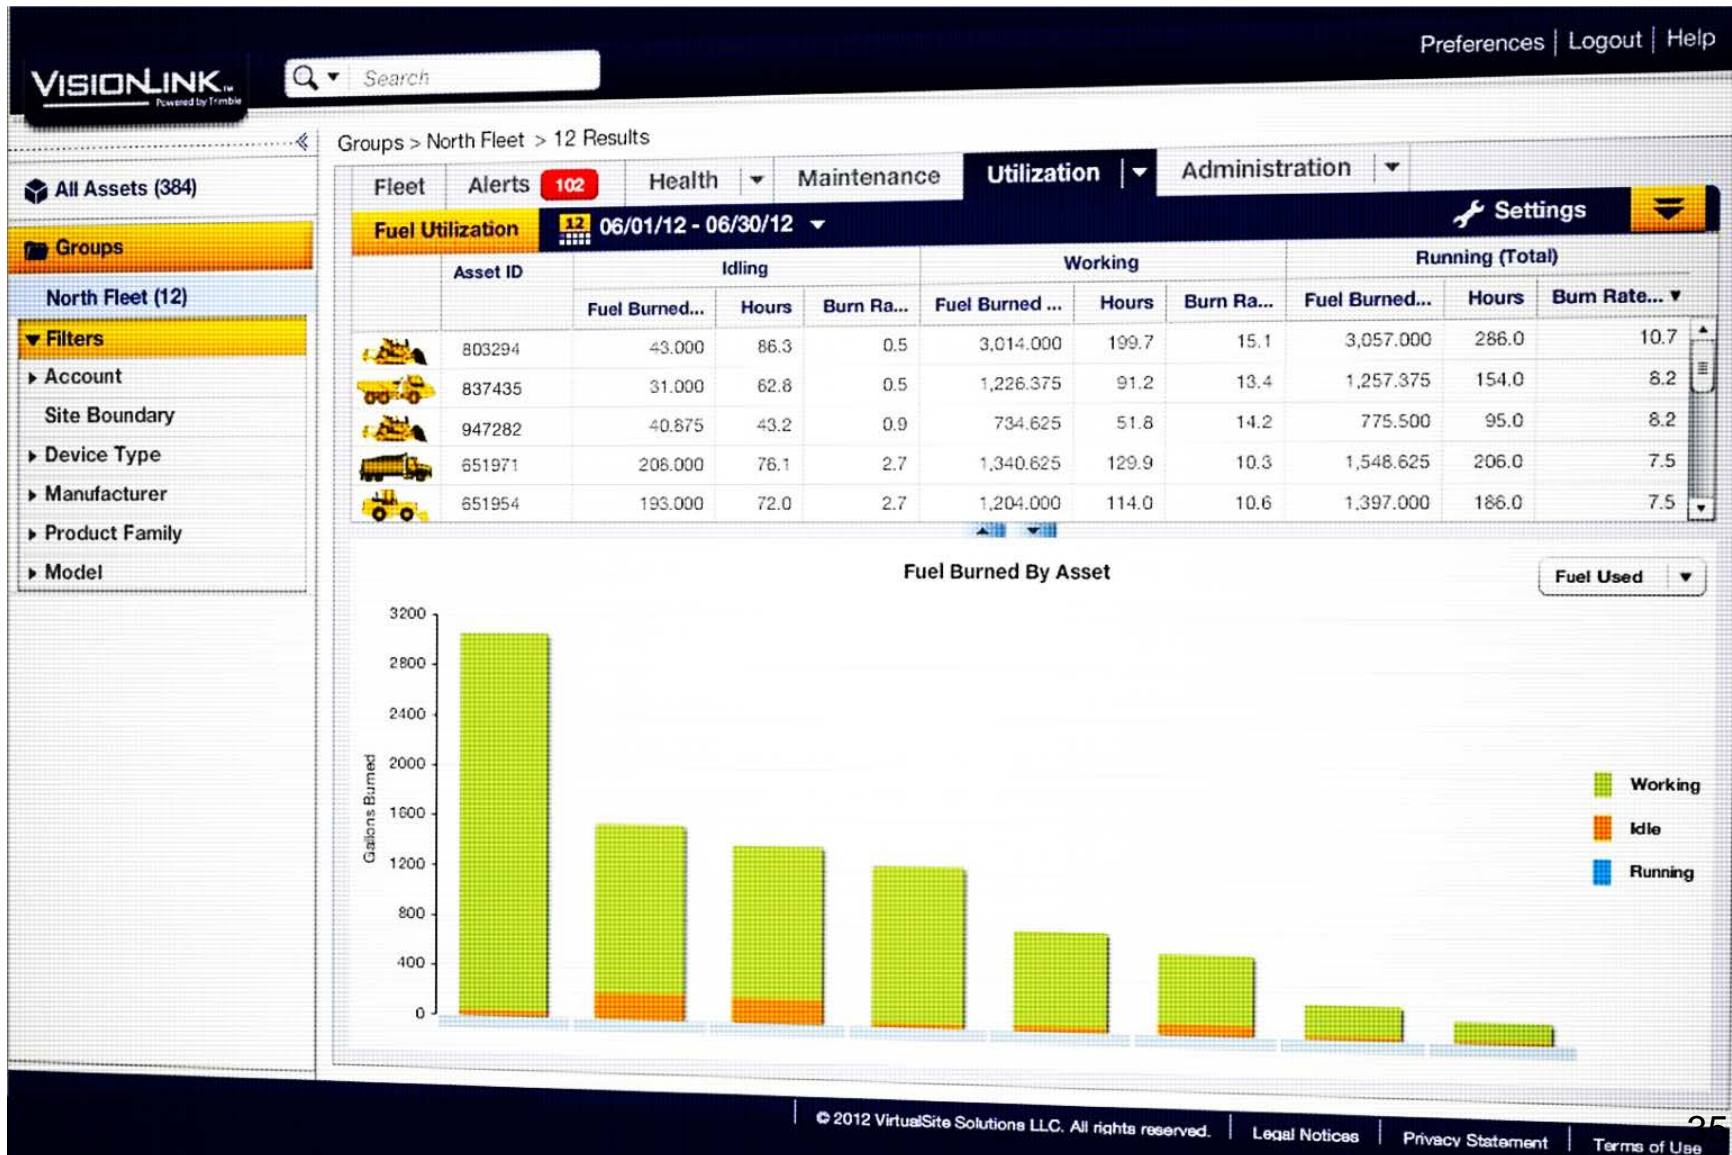 Preferences | Logout | Help
VISIONLINK™
Powered by Trimble
Search
Groups > North Fleet > 12 Results
All Assets (384)
Groups
North Fleet (12)
Filters
Account
Site Boundary
Device Type
Manufacturer
Product Family
Model
Fleet Alerts 102 Health Maintenance Utilization Administration
Fuel Utilization 12 06/01/12 - 06/30/12 Settings
Asset ID Idling Working Running (Total)
Fuel Burned... Hours Burn Ra... Fuel Burned ... Hours Burn Ra... Fuel Burned... Hours Burn Rate...
803294 43.000 86.3 0.5 3,014.000 199.7 15.1 3,057.000 286.0 10.7
837435 31.000 62.8 0.5 1,226.375 91.2 13.4 1,257.375 154.0 8.2
947282 40.875 43.2 0.9 734.625 51.8 14.2 775.500 95.0 8.2
651971 208.000 76.1 2.7 1,340.625 129.9 10.3 1,548.625 206.0 7.5
651954 193.000 72.0 2.7 1,204.000 114.0 10.6 1,397.000 186.0 7.5
Fuel Burned By Asset
Fuel Used
Gallons Burned
3200
2800
2400
2000
1600
1200
800
400
0
Working
Idle
Running
© 2012 VirtualSite Solutions LLC. All rights reserved. | Legal Notices | Privacy Statement | Terms of Use
35